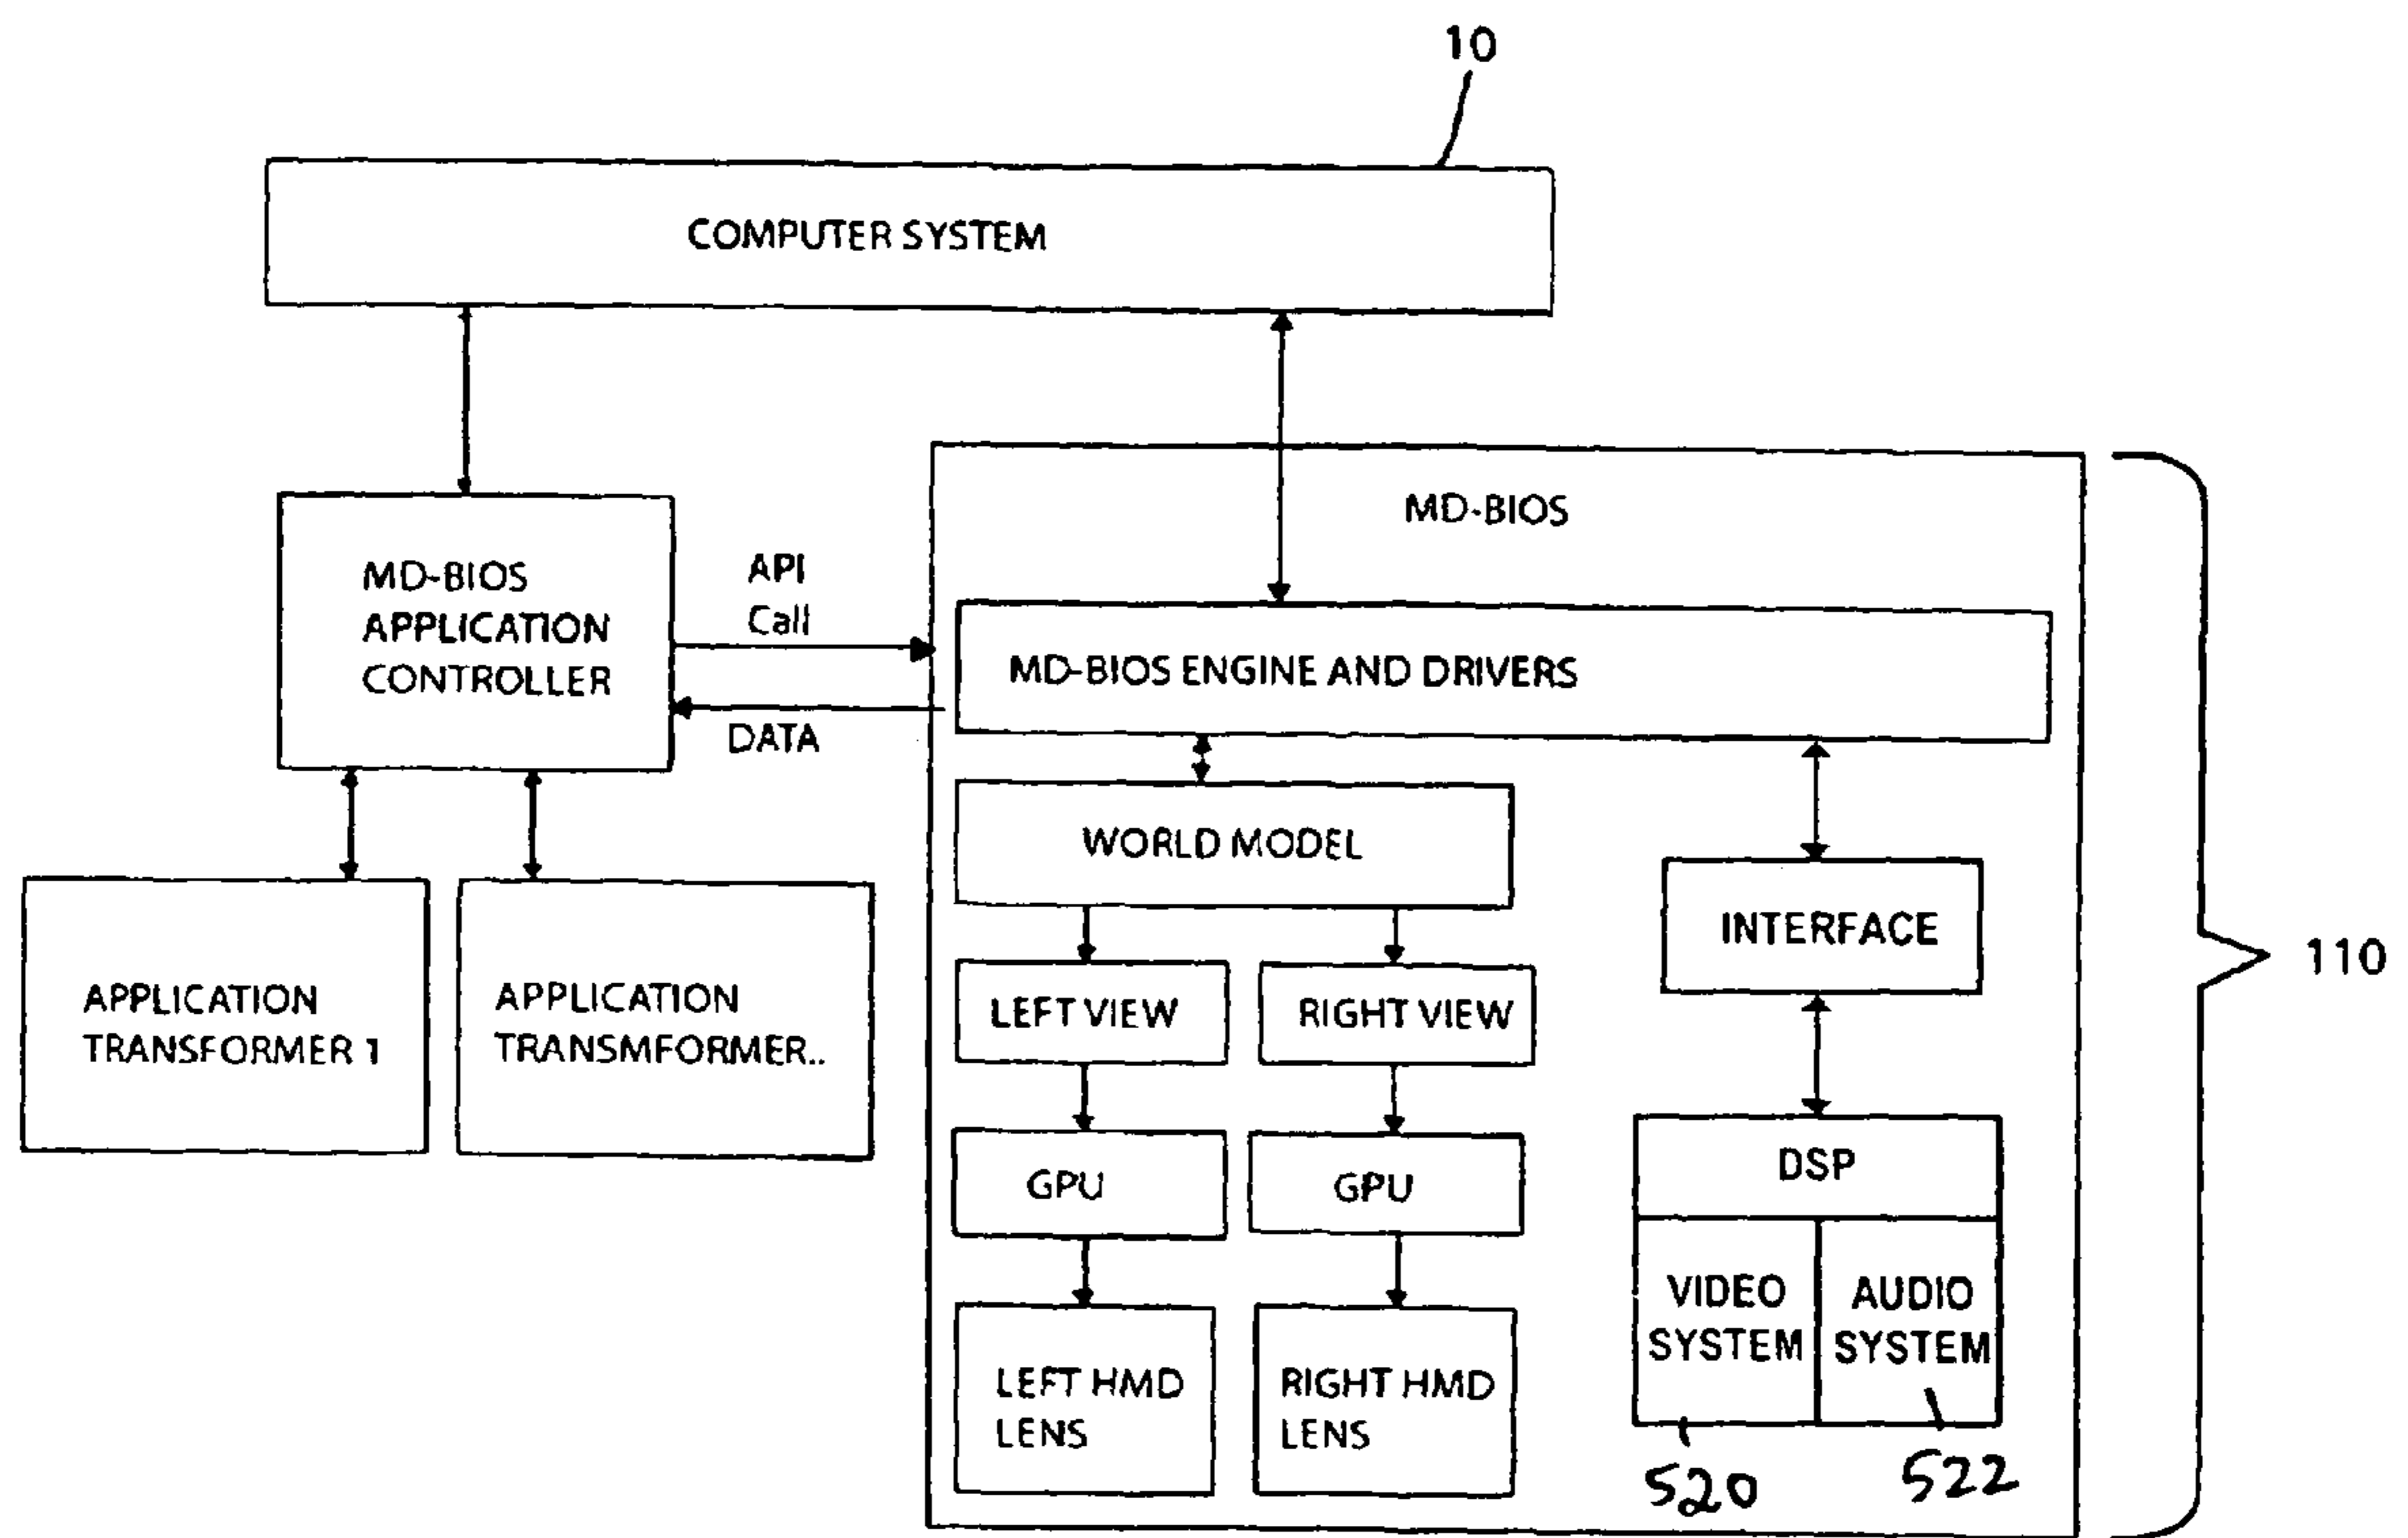 10
COMPUTER SYSTEM
MD-BIOS
MD-BIOS
APPLICATION
CONTROLLER
API
Call
DATA
MD-BIOS ENGINE AND DRIVERS
WORLD MODEL
INTERFACE
110
APPLICATION
TRANSFORMER 1
APPLICATION
TRANSMFORMER..
LEFT VIEW
RIGHT VIEW
GPU
GPU
DSP
VIDEO
SYSTEM
AUDIO
SYSTEM
LEFT HMD
LENS
RIGHT HMD
LENS
520
522